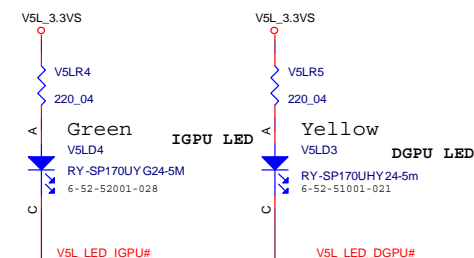 V5L_3.3VS
V5L_3.3VS
V5LR4
V5LR5
220_04
220_04
A
Green
IGPU LED
A
Yellow
V5LD4
V5LD3
DGPU LED
RY-SP170UYG24-5M
RY-SP170UHY24-5m
6-52-52001-028
6-52-51001-021
C
C
V5L_LED_IGPU#
V5L_LED_DGPU#